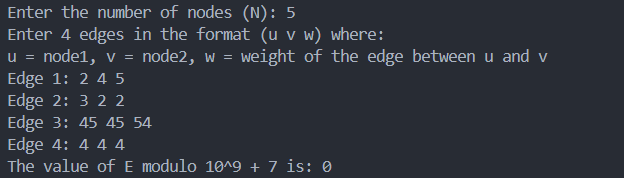 Enter the number of nodes (N): 5
Enter 4 edges in the format (u v w) where:
u = node1, v = node2, w = weight of the edge between u and v
Edge 1: 2 4 5
Edge 2: 3 2 2
Edge 3: 45 45 54
Edge 4: 4 4 4
The value of E modulo 10^9 + 7 is: 0